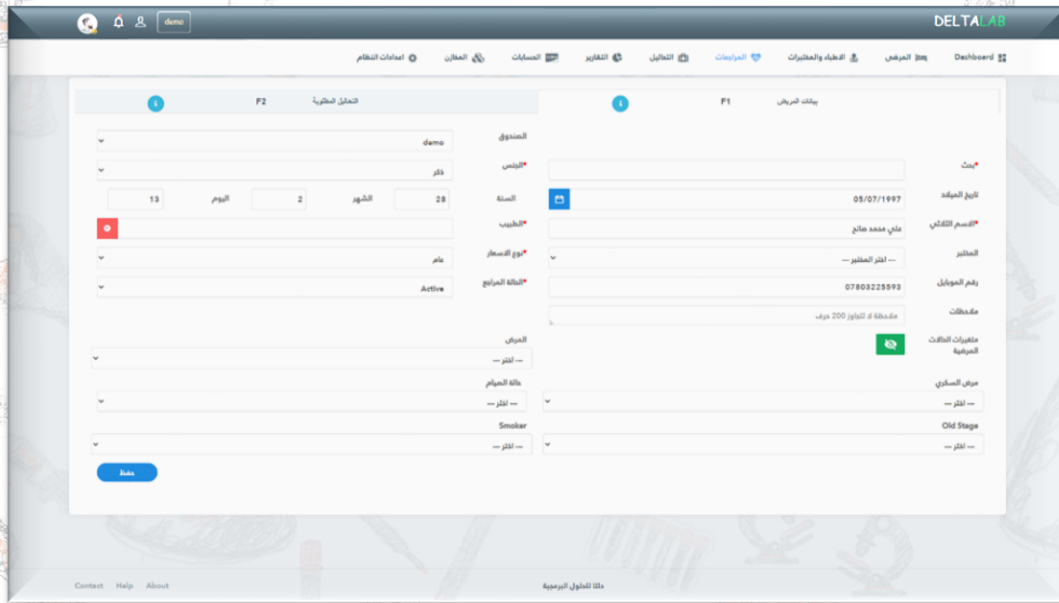 DELTALAB
demo
Dashboard
المرضى
الاطباء والمختبرات
المراجعات
التحاليل
التقارير
الحسابات
المخازن
اعدادات النظام
بيانات المريض F1
التحاليل المطلوبة F2
الصندوق demo
*بحث
*الجنس ذكر
تاريخ الميلاد 05/07/1997
السنة 28 الشهر 2 اليوم 13
*الاسم الثلاثي علي محمد صالح
*الطبيب
المختبر --- اختر المختبر ---
*نوع الاسعار عام
رقم الموبايل 07803225593
*الحالة المراجع Active
ملاحظات ملاحظة لا تتجاوز 200 حرف
متغيرات الحالات
المرضية
المرض
--- اختر ---
مرض السكري
--- اختر ---
حالة الصيام
--- اختر ---
Old Stage
--- اختر ---
Smoker
--- اختر ---
حفظ
Contact Help About
دلتا للحلول البرمجية